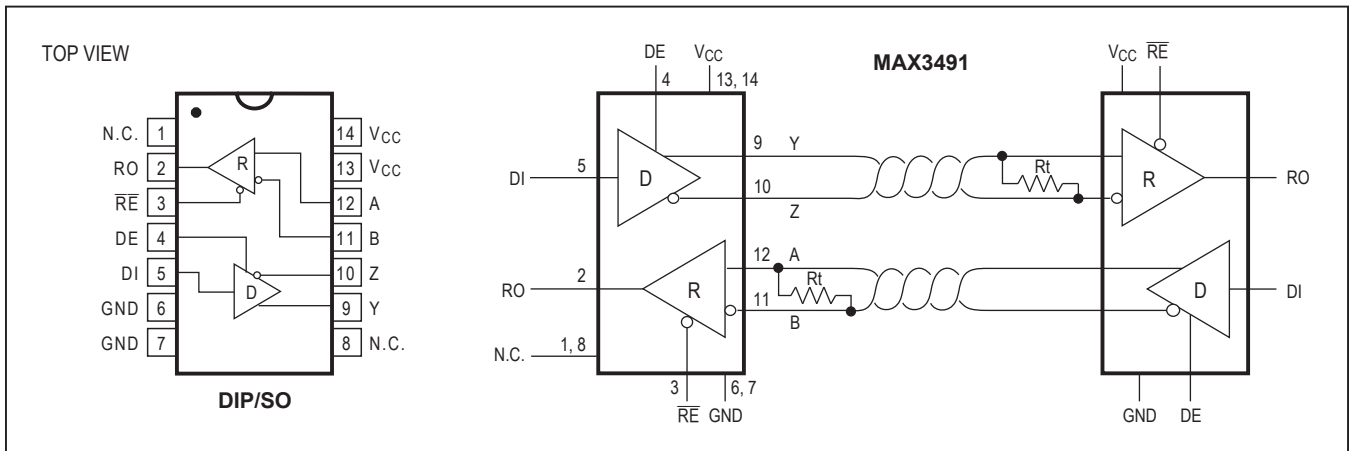 TOP VIEW
MAX3491
N.C. 1 14 VCC
RO 2 13 VCC
RE 3 12 A
DE 4 11 B
DI 5 10 Z
GND 6 9 Y
GND 7 8 N.C.
R
D
DIP/SO
DE VCC
4 13, 14
DI 5 D 9 Y
10
Z
Rt
RO 2 R 12 A
Rt
11
B
N.C. 1, 8
3 6, 7
RE GND
VCC RE
R RO
D DI
GND DE